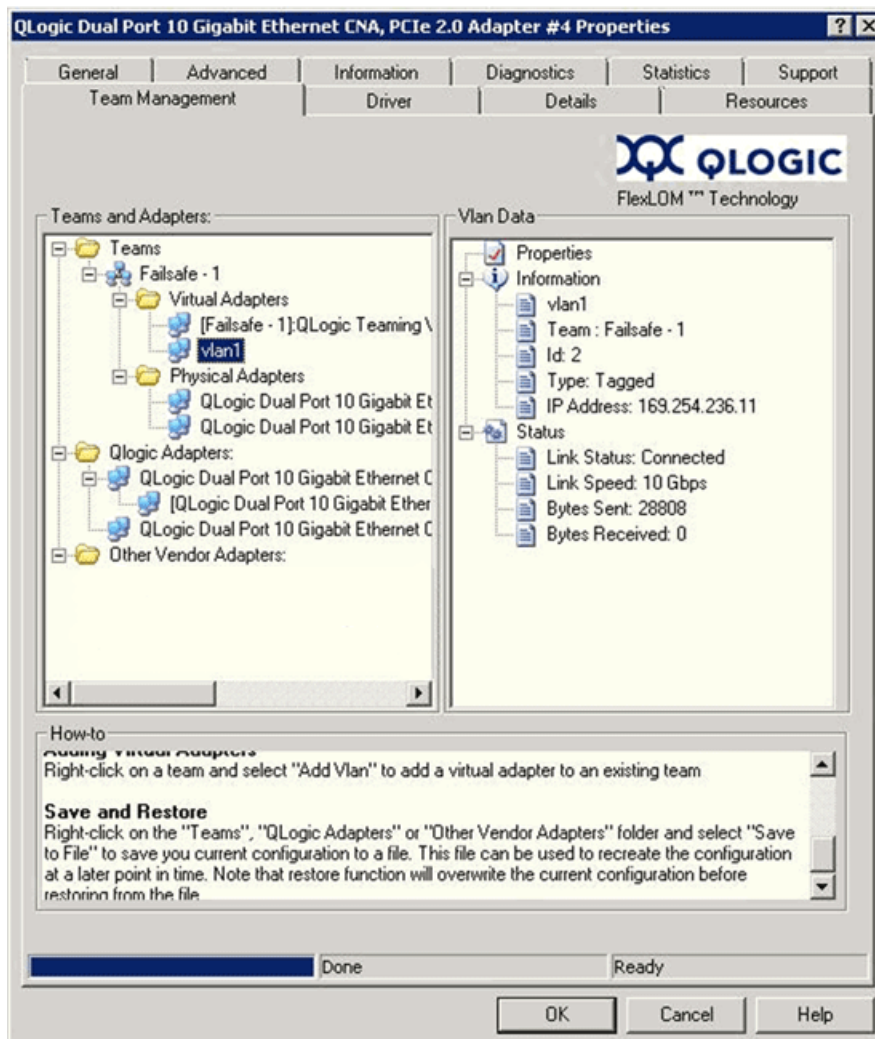 QLogic Dual Port 10 Gigabit Ethernet CNA, PCIe 2.0 Adapter #4 Properties
General
Advanced
Information
Diagnostics
Statistics
Support
Team Management
Driver
Details
Resources
QLOGIC
FlexLOM ™ Technology
Teams and Adapters:
Teams
Failsafe - 1
Virtual Adapters
[Failsafe - 1]:QLogic Teaming
vlan1
Physical Adapters
QLogic Dual Port 10 Gigabit Et
QLogic Dual Port 10 Gigabit Et
Qlogic Adapters:
QLogic Dual Port 10 Gigabit Ethernet C
[QLogic Dual Port 10 Gigabit Ether
QLogic Dual Port 10 Gigabit Ethernet C
Other Vendor Adapters:
Vlan Data
Properties
Information
vlan1
Team : Failsafe - 1
Id: 2
Type: Tagged
IP Address: 169.254.236.11
Status
Link Status: Connected
Link Speed: 10 Gbps
Bytes Sent: 28808
Bytes Received: 0
How-to
Adding Virtual Adapters
Right-click on a team and select "Add Vlan" to add a virtual adapter to an existing team
Save and Restore
Right-click on the "Teams", "QLogic Adapters" or "Other Vendor Adapters" folder and select "Save
to File" to save you current configuration to a file. This file can be used to recreate the configuration
at a later point in time. Note that restore function will overwrite the current configuration before
restoring from the file
Done
Ready
OK
Cancel
Help